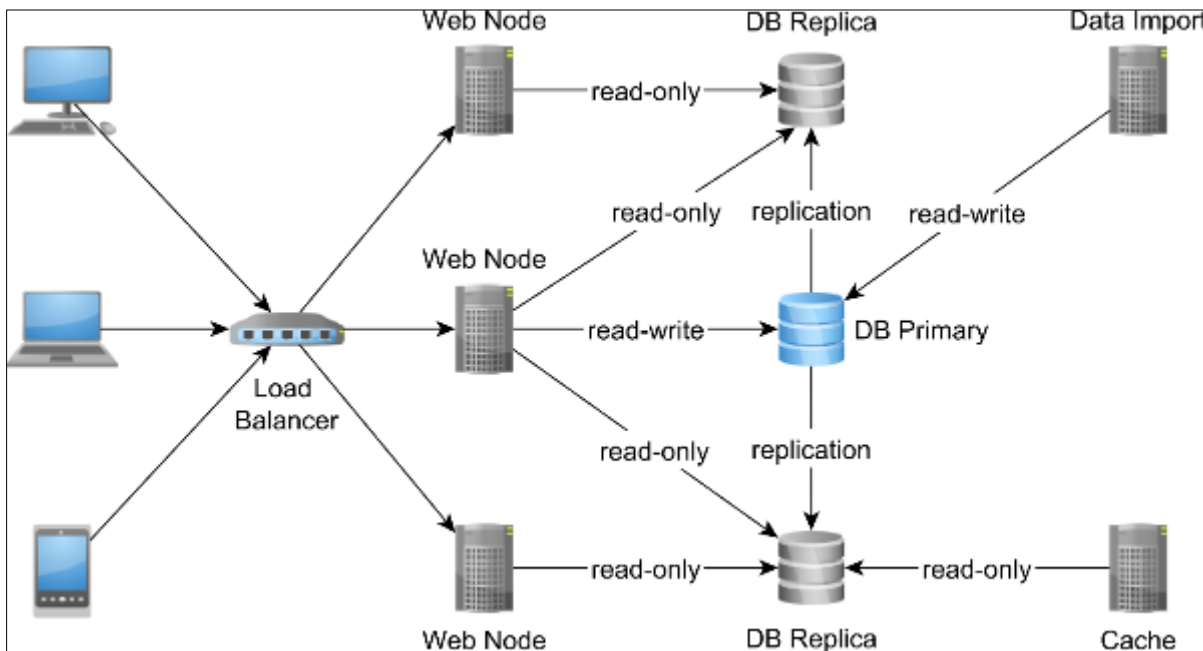 Web Node
DB Replica
Data Import
read-only
read-only
replication
read-write
Web Node
read-write
DB Primary
Load
Balancer
read-only
replication
read-only
read-only
Web Node
DB Replica
Cache